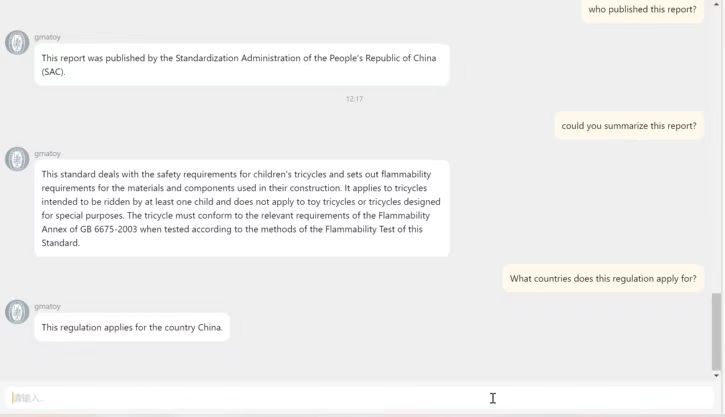 who published this report?
gmatoy
This report was published by the Standardization Administration of the People's Republic of China
(SAC).
12:17
could you summarize this report?
gmatoy
This standard deals with the safety requirements for children's tricycles and sets out flammability
requirements for the materials and components used in their construction. It applies to tricycles
intended to be ridden by at least one child and does not apply to toy tricycles or tricycles designed
for special purposes. The tricycle must conform to the relevant requirements of the Flammability
Annex of GB 6675-2003 when tested according to the methods of the Flammability Test of this
Standard.
What countries does this regulation apply for?
gmatoy
This regulation applies for the country China.
请输入...